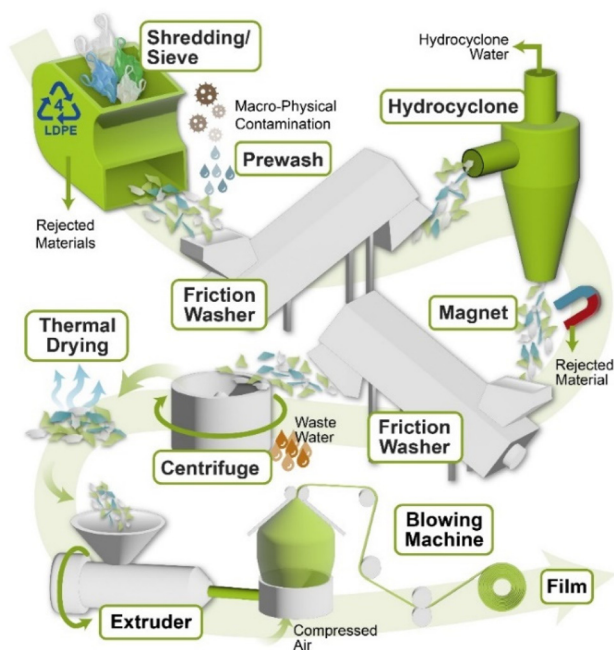 Shredding/
Sieve
4
LDPE
Macro-Physical
Contamination
Prewash
Rejected
Materials
Friction
Washer
Hydrocyclone
Water
Hydrocyclone
Magnet
Rejected
Material
Friction
Washer
Thermal
Drying
Centrifuge
Waste
Water
Extruder
Compressed
Air
Blowing
Machine
Film